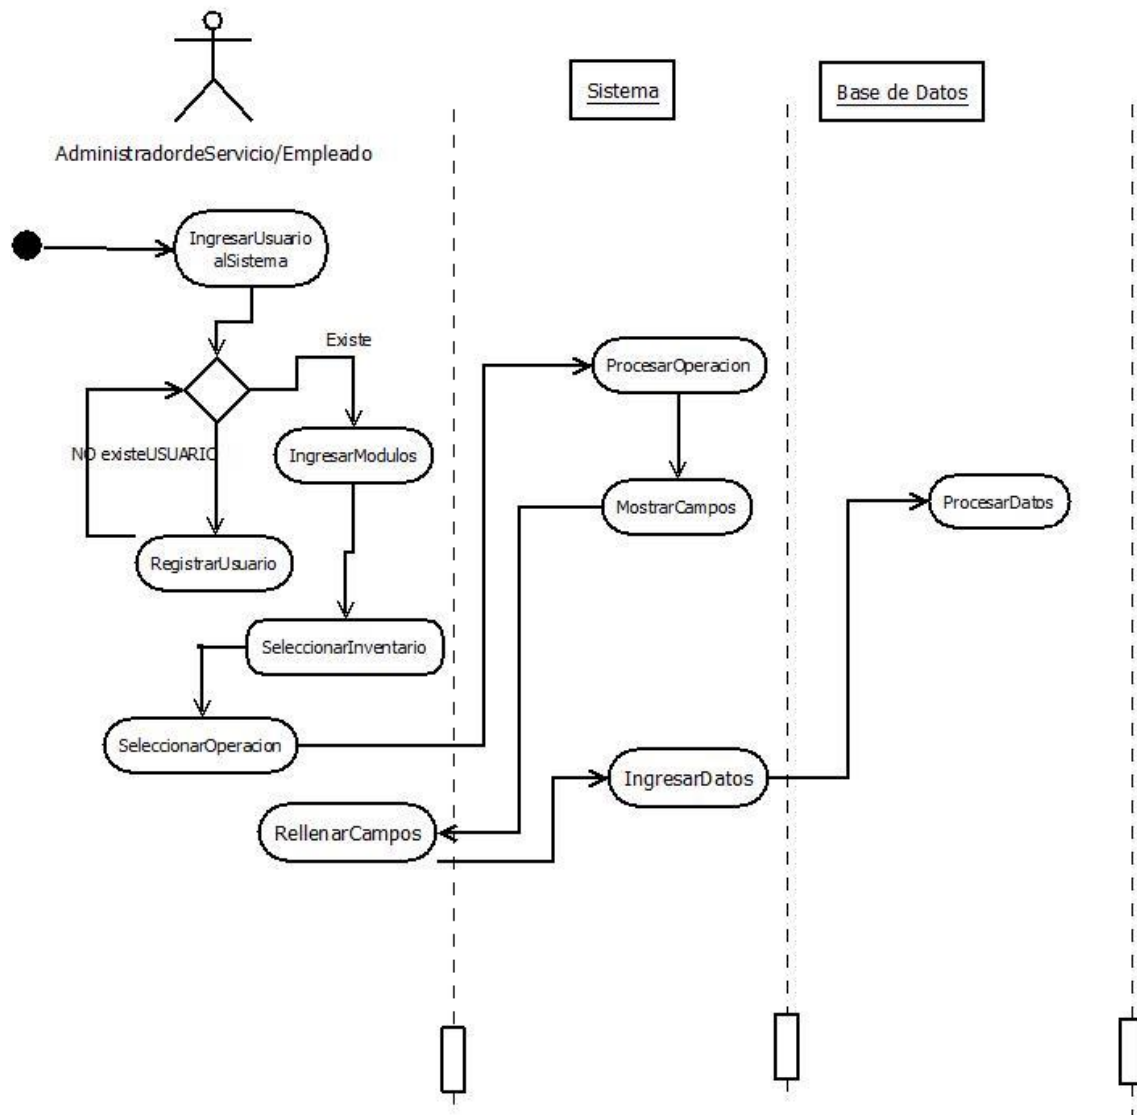 Sistema
Base de Datos
AdministradordeServicio/Empleado
IngresarUsuario
alSistema
Existe
ProcesarOperacion
NO existeUSUARIO
IngresarModulos
MostrarCampos
ProcesarDatos
RegistrarUsuario
SeleccionarInventario
SeleccionarOperacion
IngresarDatos
RellenarCampos